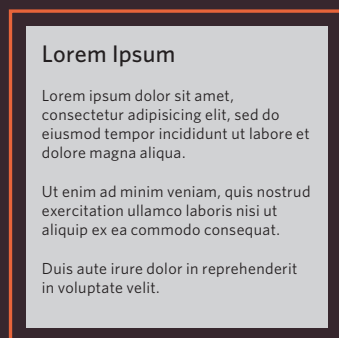 Lorem Ipsum
Lorem ipsum dolor sit amet,
consectetur adipisicing elit, sed do
eiusmod tempor incididunt ut labore et
dolore magna aliqua.
Ut enim ad minim veniam, quis nostrud
exercitation ullamco laboris nisi ut
aliquip ex ea commodo consequat.
Duis aute irure dolor in reprehenderit
in voluptate velit.